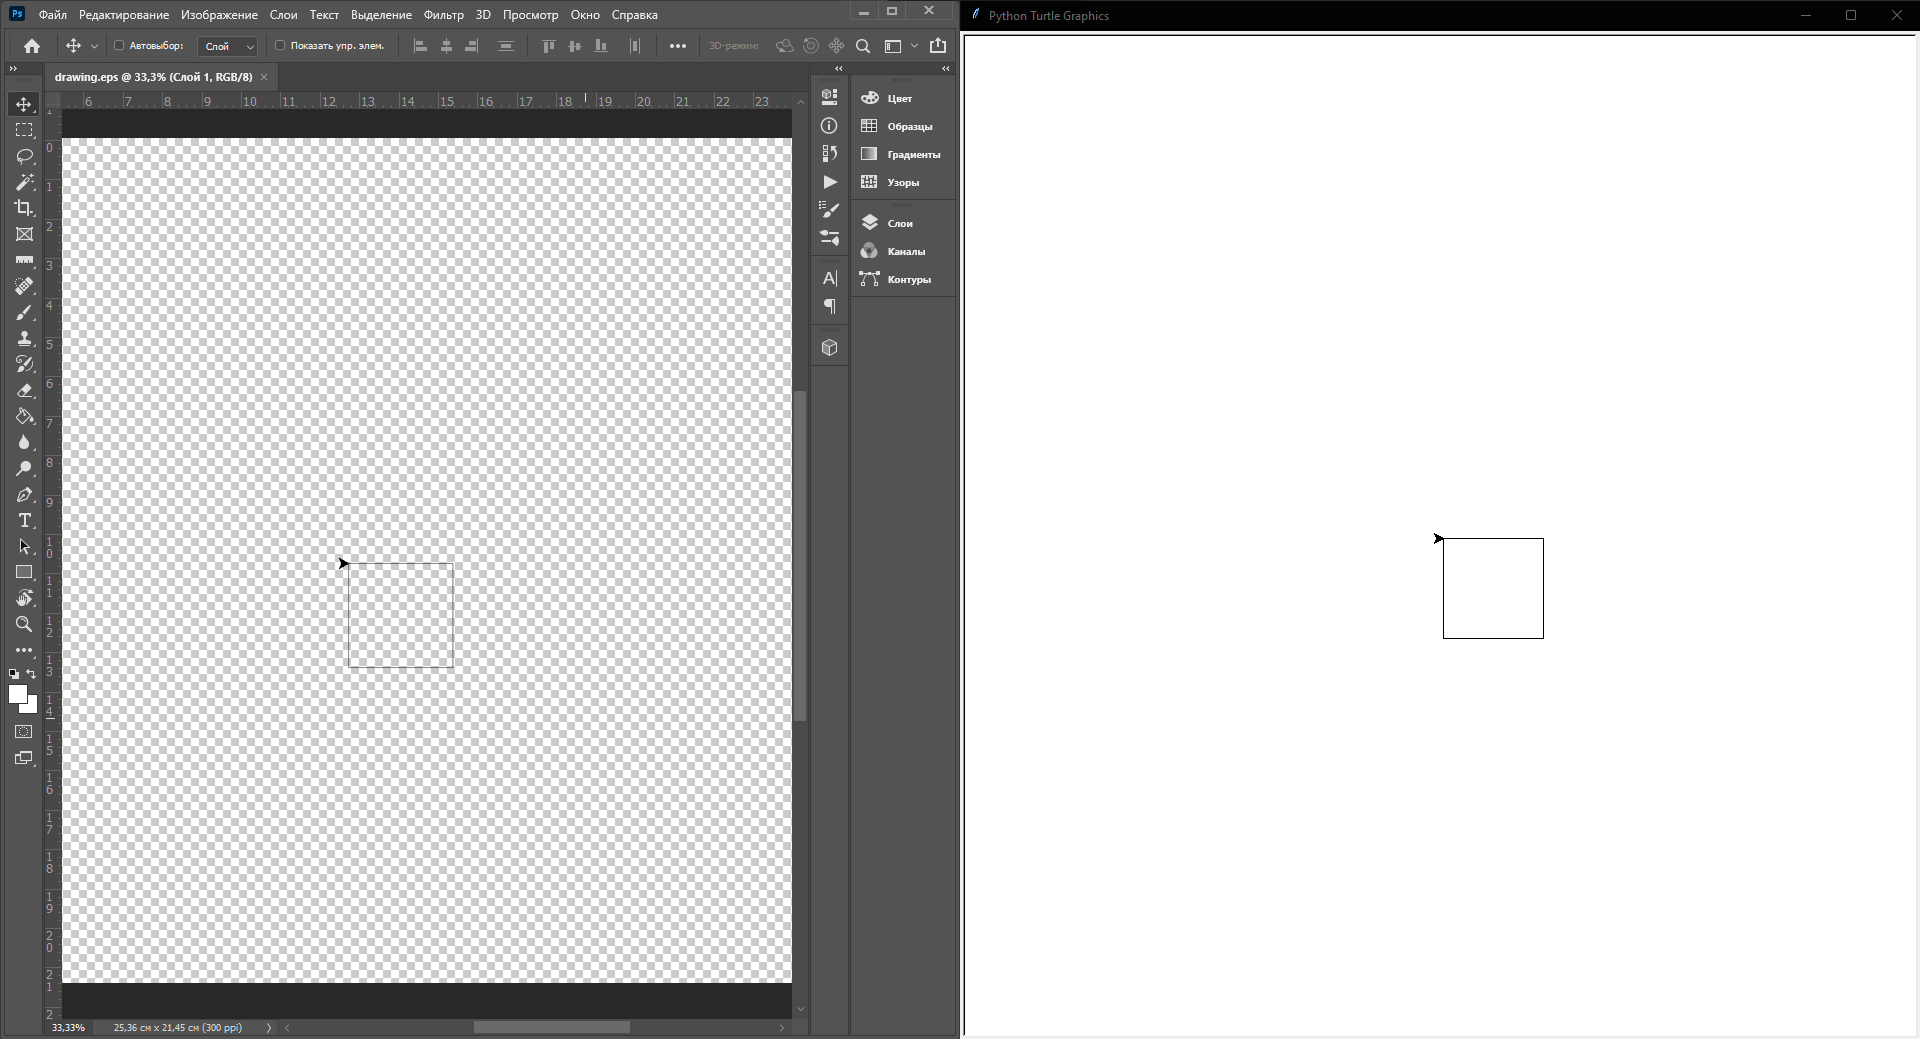 Ps Файл Редактирование Изображение Слои Текст Выделение Фильтр 3D Просмотр Окно Справка
Python Turtle Graphics
Автовыбор: Слой Показать упр. элем. 3D-режим:
drawing.eps @ 33,3% (Слой 1, RGB/8)
6 7 8 9 10 11 12 13 14 15 16 17 18 19 20 21 22 23
0
1
2
3
4
5
6
7
8
9
10
11
12
13
14
15
16
17
18
19
20
21
2
Цвет
Образцы
Градиенты
Узоры
Слои
Каналы
Контуры
33,33% 25,36 см x 21,45 см (300 ppi)